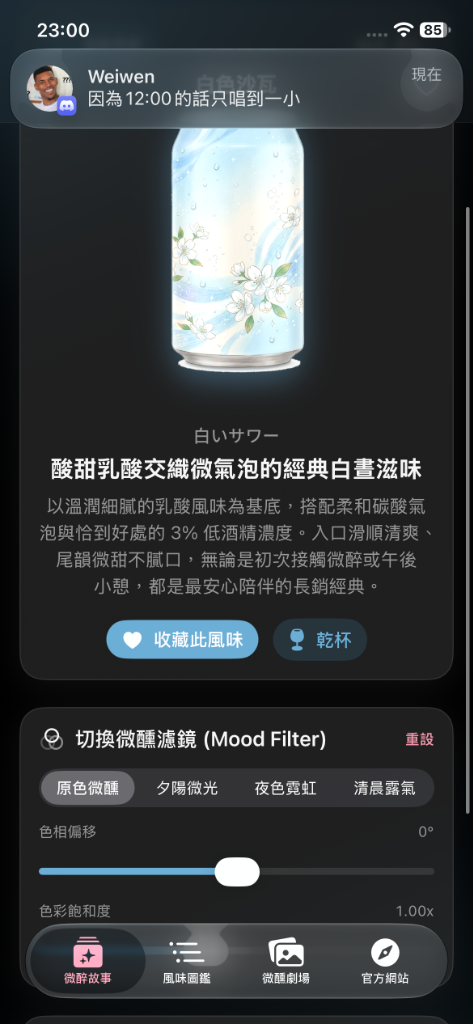 23:00
85
Weiwen
現在
因為 12:00 的話只唱到一小
白色沙瓦
白いサワー
酸甜乳酸交織微氣泡的經典白晝滋味
以溫潤細膩的乳酸風味為基底，搭配柔和碳酸氣
泡與恰到好處的 3% 低酒精濃度。入口滑順清爽、
尾韻微甜不膩口，無論是初次接觸微醉或午後
小憩，都是最安心陪伴的長銷經典。
收藏此風味
乾杯
切換微醺濾鏡 (Mood Filter)
重設
原色微醺
夕陽微光
夜色霓虹
清晨露氣
色相偏移
0°
色彩飽和度
1.00x
微醉故事
風味圖鑑
微醺劇場
官方網站